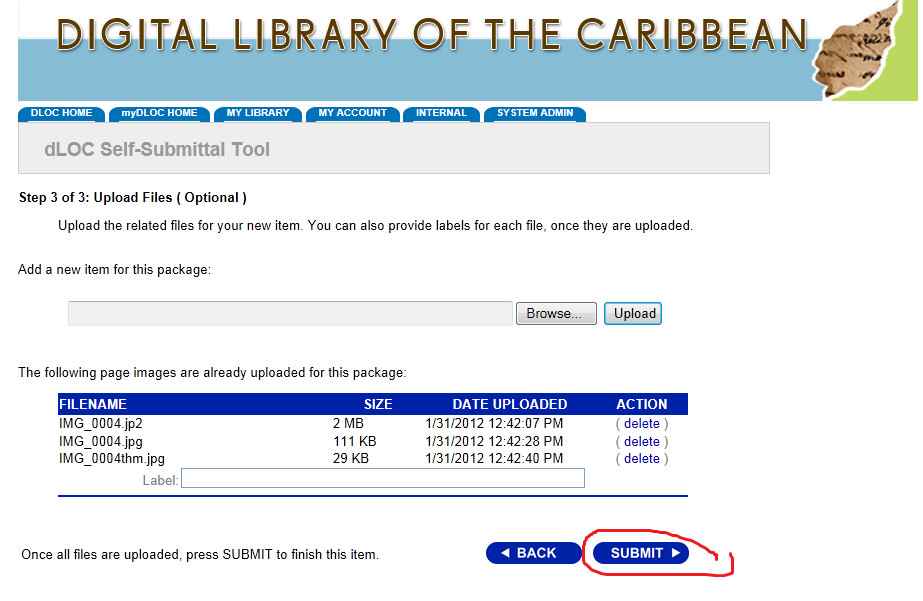 DIGITAL LIBRARY OF THE CARIBBEAN
DLOC HOME myDLOC HOME MY LIBRARY MY ACCOUNT INTERNAL SYSTEM ADMIN
dLOC Self-Submittal Tool
Step 3 of 3: Upload Files ( Optional )
Upload the related files for your new item. You can also provide labels for each file, once they are uploaded.
Add a new item for this package:
Browse... Upload
The following page images are already uploaded for this package:
FILENAME SIZE DATE UPLOADED ACTION
IMG_0004.jp2 2 MB 1/31/2012 12:42:07 PM ( delete )
IMG_0004.jpg 111 KB 1/31/2012 12:42:28 PM ( delete )
IMG_0004thm.jpg 29 KB 1/31/2012 12:42:40 PM ( delete )
Label:
Once all files are uploaded, press SUBMIT to finish this item. ◄ BACK SUBMIT ►